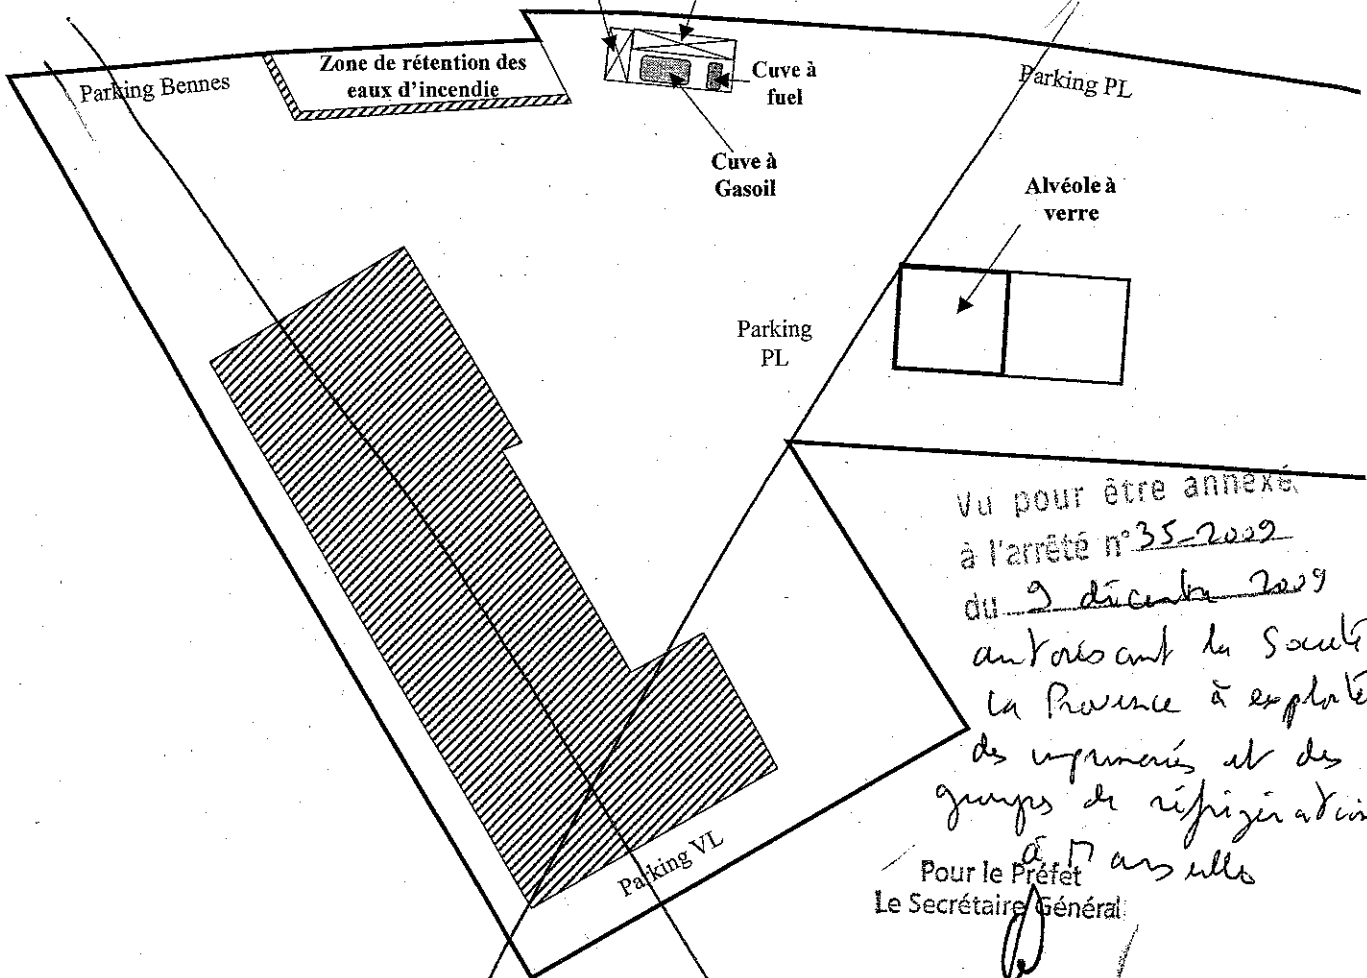 Zone de rétention des
eaux d'incendie
Parking Bennes
Cuve à
fuel
Parking PL
Cuve à
Gasoil
Alvéole à
verre
Parking
PL
Parking VL
Vu pour être annexé
à l'arrêté n° 35-2009
du 9 décembre 2009
autorisant la Société
la Provence à exploité
des imprimeries et des
groupes de réfrigération
à Marseille
Pour le Préfet
Le Secrétaire Général